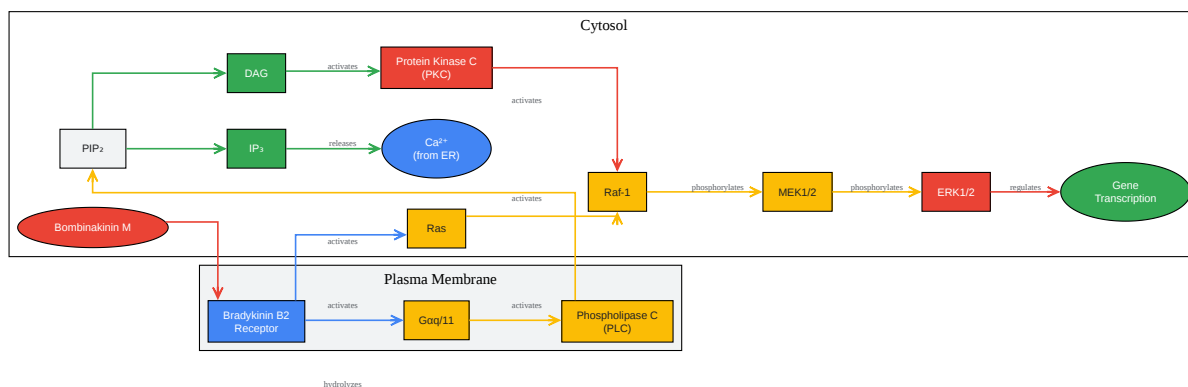 Cytosol
DAG
activates
Protein Kinase C
(PKC)
activates
PIP₂
IP₃
releases
Ca²⁺
(from ER)
Raf-1
phosphorylates
MEK1/2
phosphorylates
ERK1/2
regulates
Gene
Transcription
activates
Bombinakinin M
Ras
activates
Plasma Membrane
Bradykinin B2
Receptor
activates
Gαq/11
activates
Phospholipase C
(PLC)
hydrolyzes